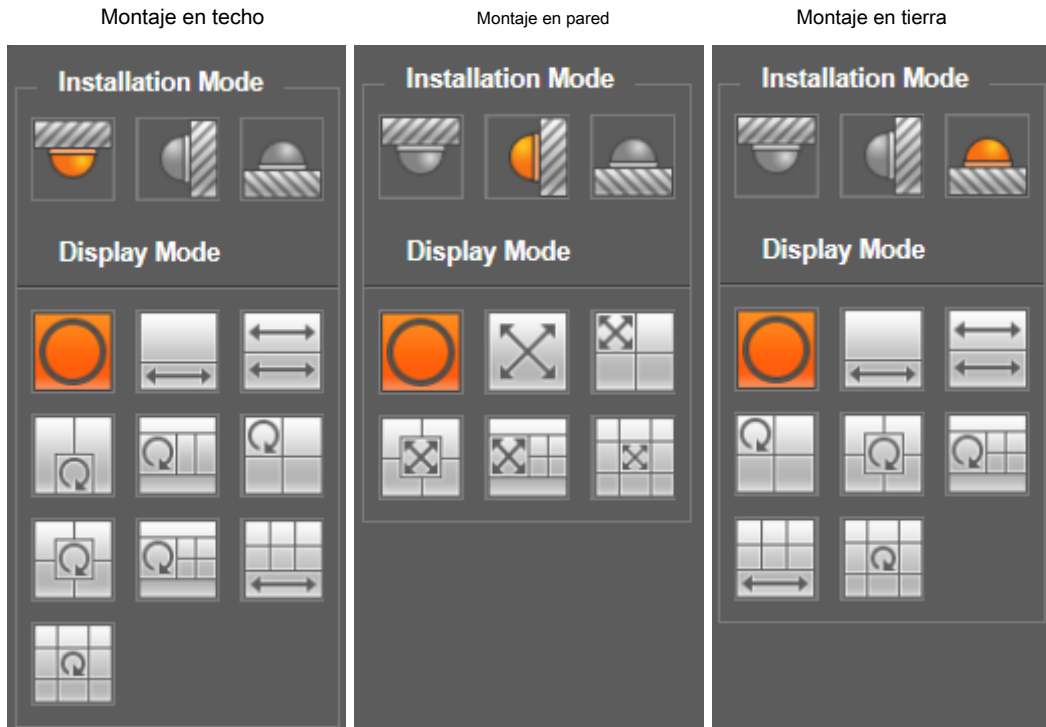 Montaje en techo
Montaje en pared
Montaje en tierra
Installation Mode
Installation Mode
Installation Mode
Display Mode
Display Mode
Display Mode